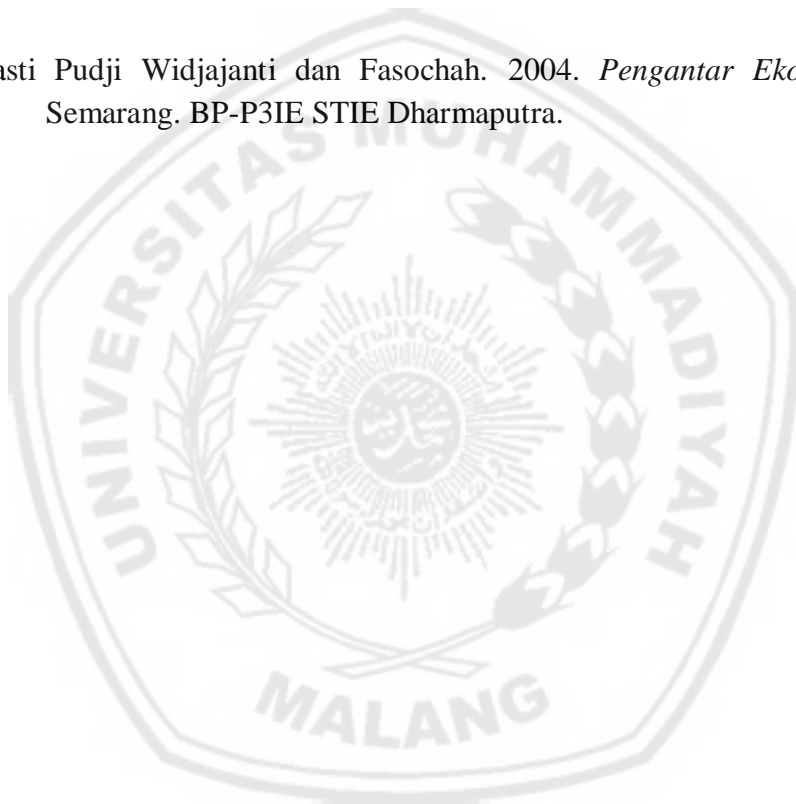 asti Pudji Widjajanti dan Fasochah. 2004. Pengantar Eko
Semarang. BP-P3IE STIE Dharmaputra.
UNIVERSITAS MUHAMMADIYAH
MALANG